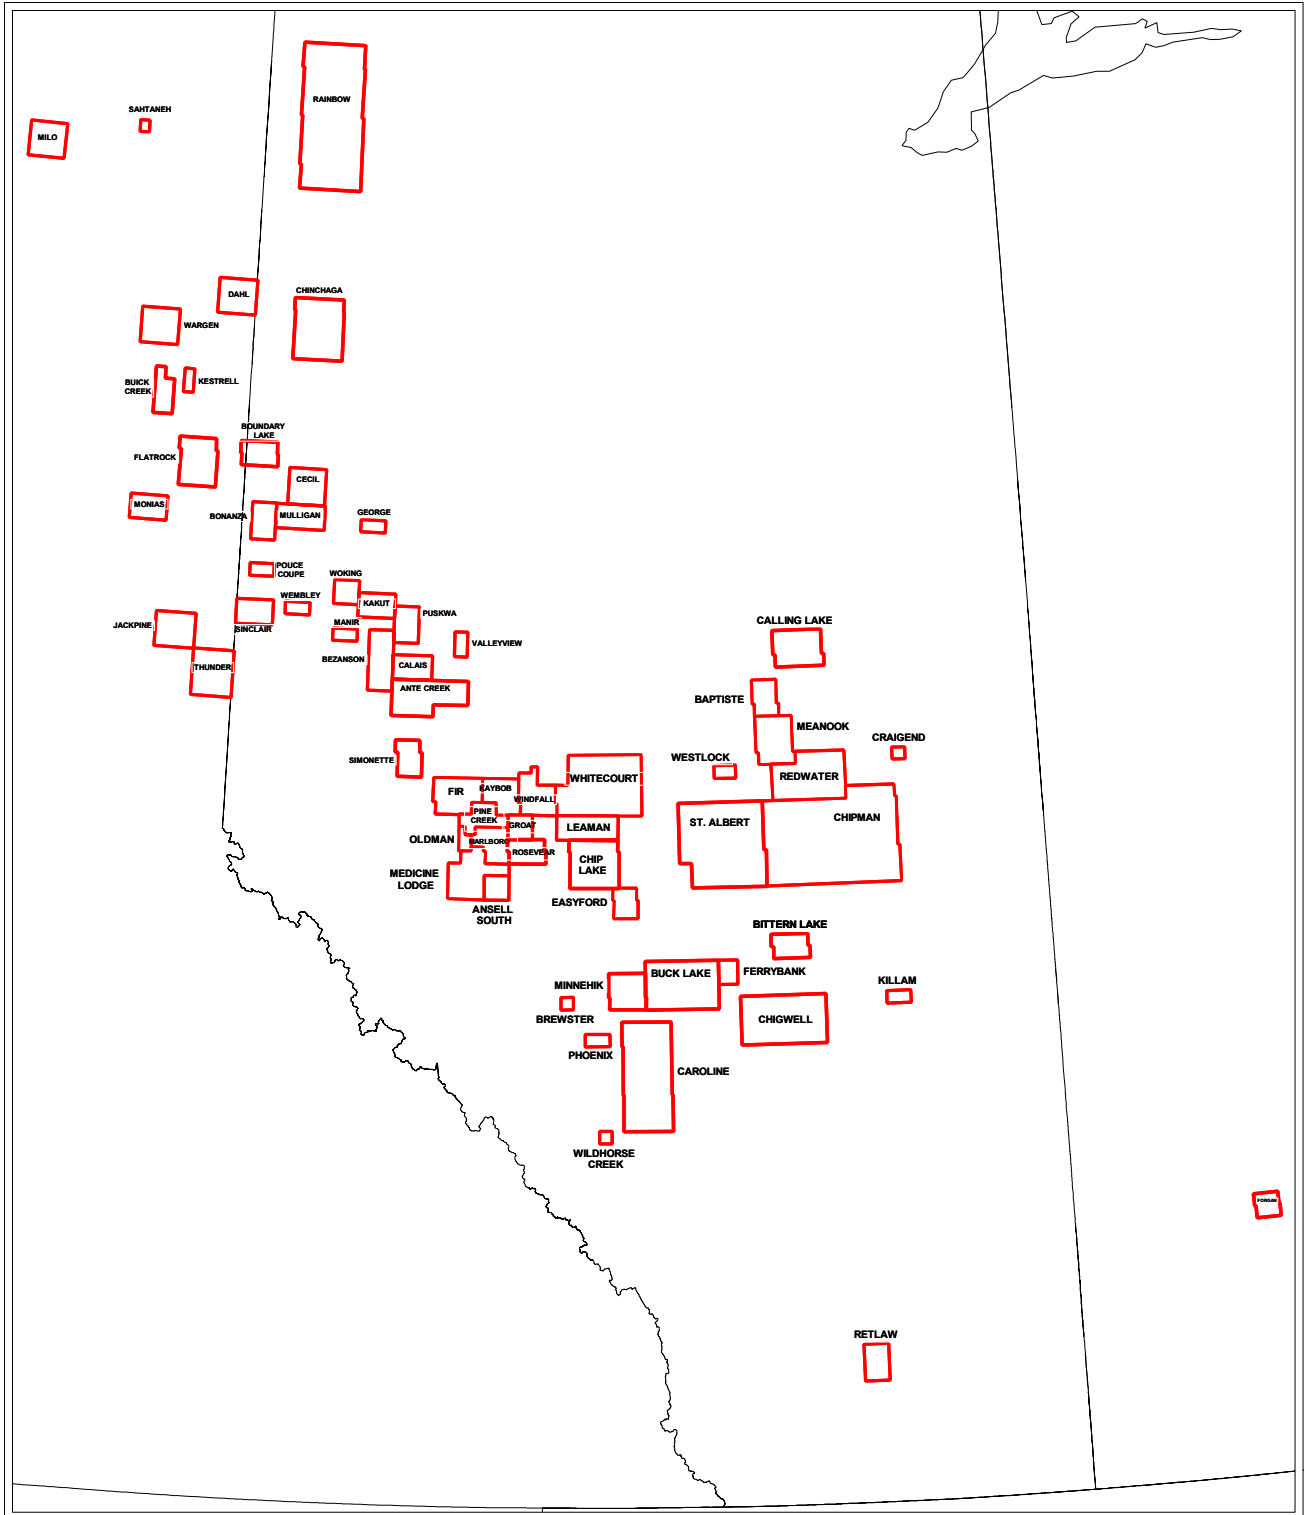 RAINBOW
SAHTANEH
MILO
DAHL
CHINCHAGA
WARGEN
BUICK
CREEK
KESTRELL
BOUNDARY
LAKE
FLATROCK
CECIL
MONIAS
BONANZA
MULLIGAN
GEORGE
POUCE
COUPE
WOKING
WEMBLEY
KAKUT
PUSKWA
JACKPINE
SINCLAIR
MANIR
VALLEYVIEW
BEZANSON
CALAIS
THUNDER
ANTE CREEK
CALLING LAKE
BAPTISTE
MEANOOK
CRAIGEND
WESTLOCK
REDWATER
SIMONETTE
WHITECOURT
FIR
KAYBOB
WINDFALL
PINE
CREEK
GROAT
LEAMAN
ST. ALBERT
CHIPMAN
OLDMAN
MARLBORO
ROSEVEAR
CHIP
LAKE
MEDICINE
LODGE
ANSELL
SOUTH
EASYFORD
BITTERN LAKE
BUCK LAKE
FERRYBANK
MINNEHIK
KILLAM
BREWSTER
CHIGWELL
PHOENIX
CAROLINE
WILDHORSE
CREEK
FORGAN
RETLAW